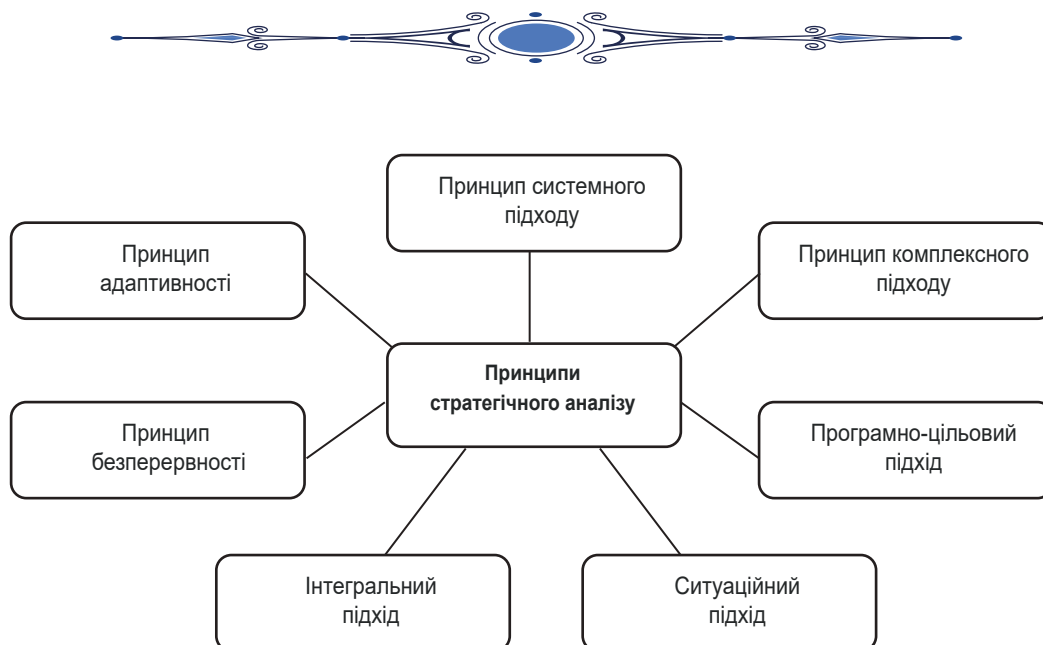 Принцип системного
підходу
Принцип
адаптивності
Принцип комплексного
підходу
Принципи
стратегічного аналізу
Принцип
безперервності
Програмно-цільовий
підхід
Інтегральний
підхід
Ситуаційний
підхід